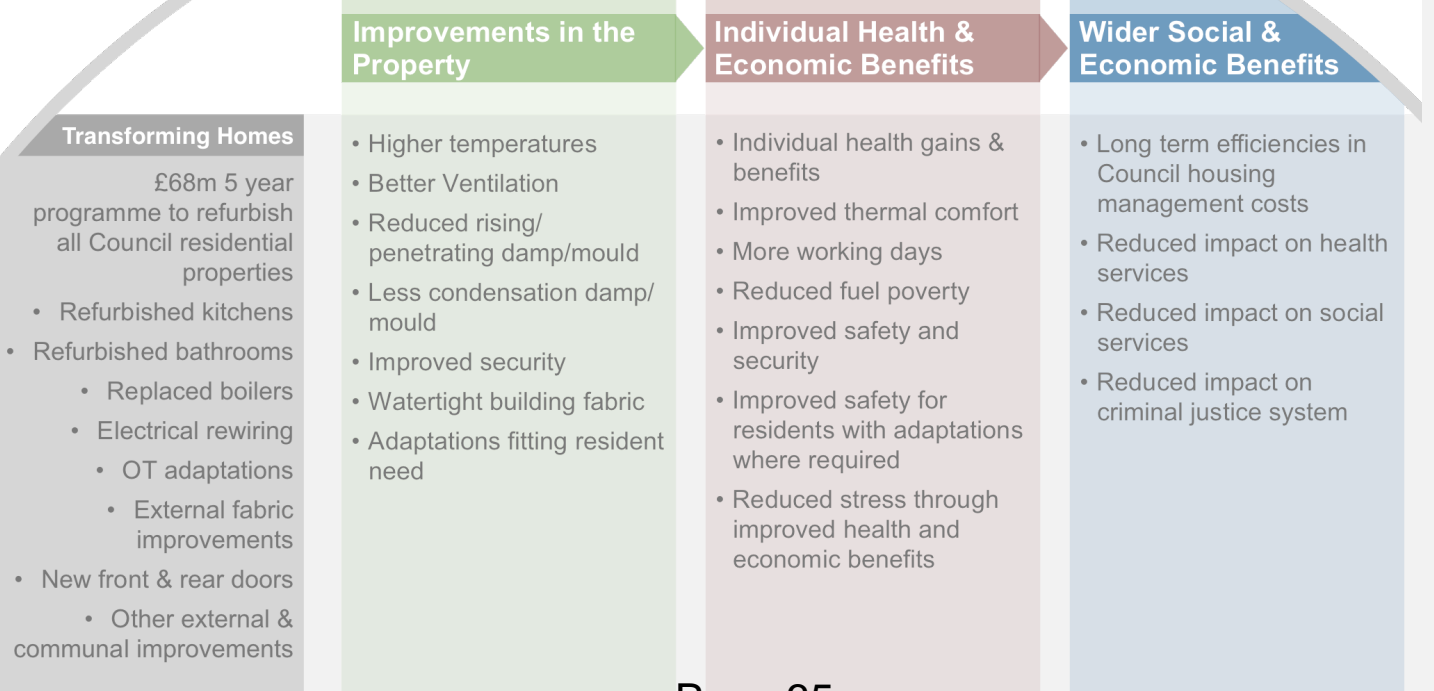 Improvements in the
Property
Individual Health &
Economic Benefits
Wider Social &
Economic Benefits
Transforming Homes
£68m 5 year
programme to refurbish
all Council residential
properties
• Refurbished kitchens
• Refurbished bathrooms
• Replaced boilers
• Electrical rewiring
• OT adaptations
• External fabric
improvements
• New front & rear doors
• Other external &
communal improvements
• Higher temperatures
• Better Ventilation
• Reduced rising/
penetrating damp/mould
• Less condensation damp/
mould
• Improved security
• Watertight building fabric
• Adaptations fitting resident
need
• Individual health gains &
benefits
• Improved thermal comfort
• More working days
• Reduced fuel poverty
• Improved safety and
security
• Improved safety for
residents with adaptations
where required
• Reduced stress through
improved health and
economic benefits
• Long term efficiencies in
Council housing
management costs
• Reduced impact on health
services
• Reduced impact on social
services
• Reduced impact on
criminal justice system